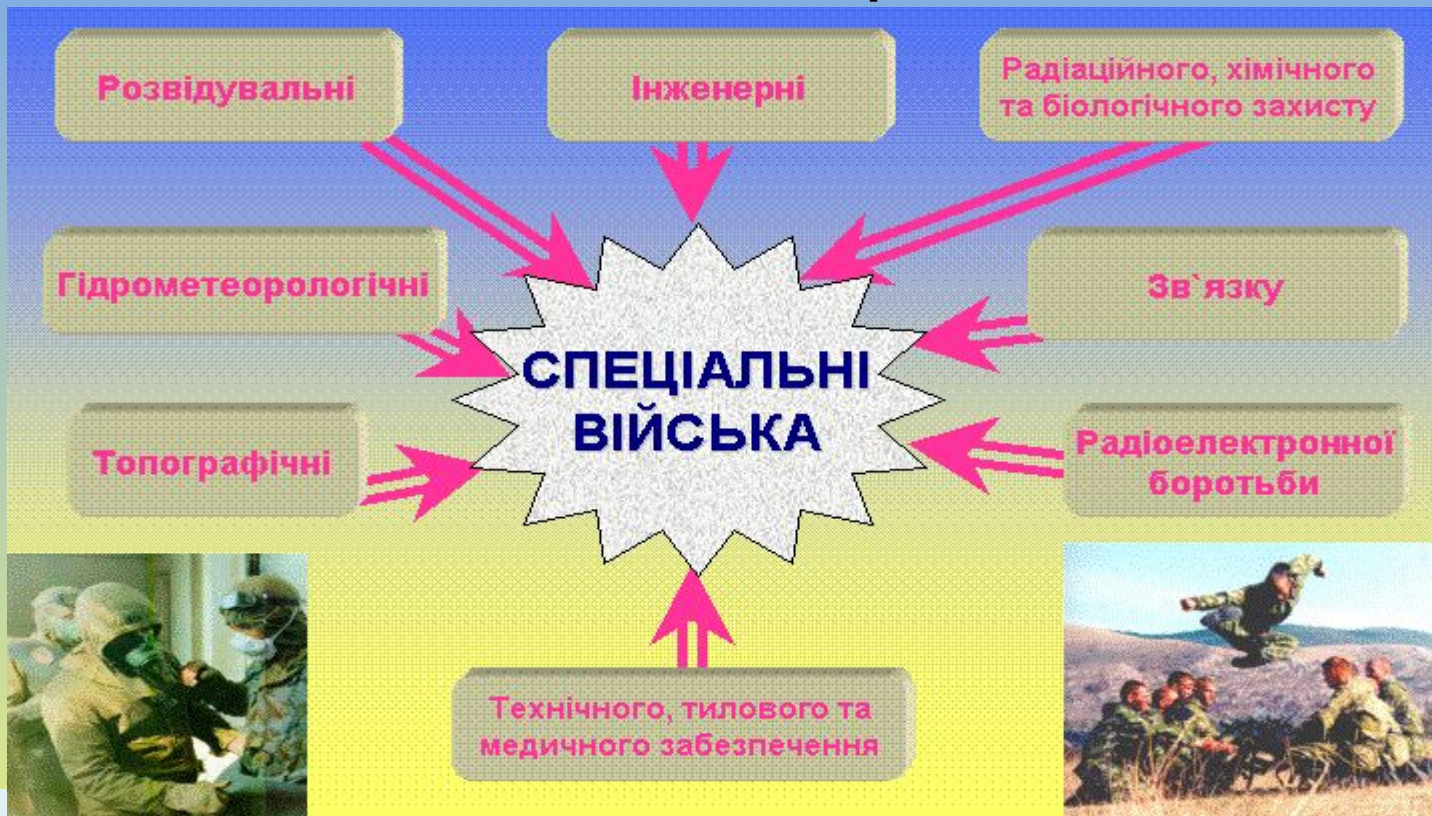 Розвідувальні
Інженерні
Радіаційного, хімічного
та біологічного захисту
Гідрометеорологічні
Зв`язку
СПЕЦІАЛЬНІ
ВІЙСЬКА
Топографічні
Радіоелектронної
боротьби
Технічного, тилового та
медичного забезпечення